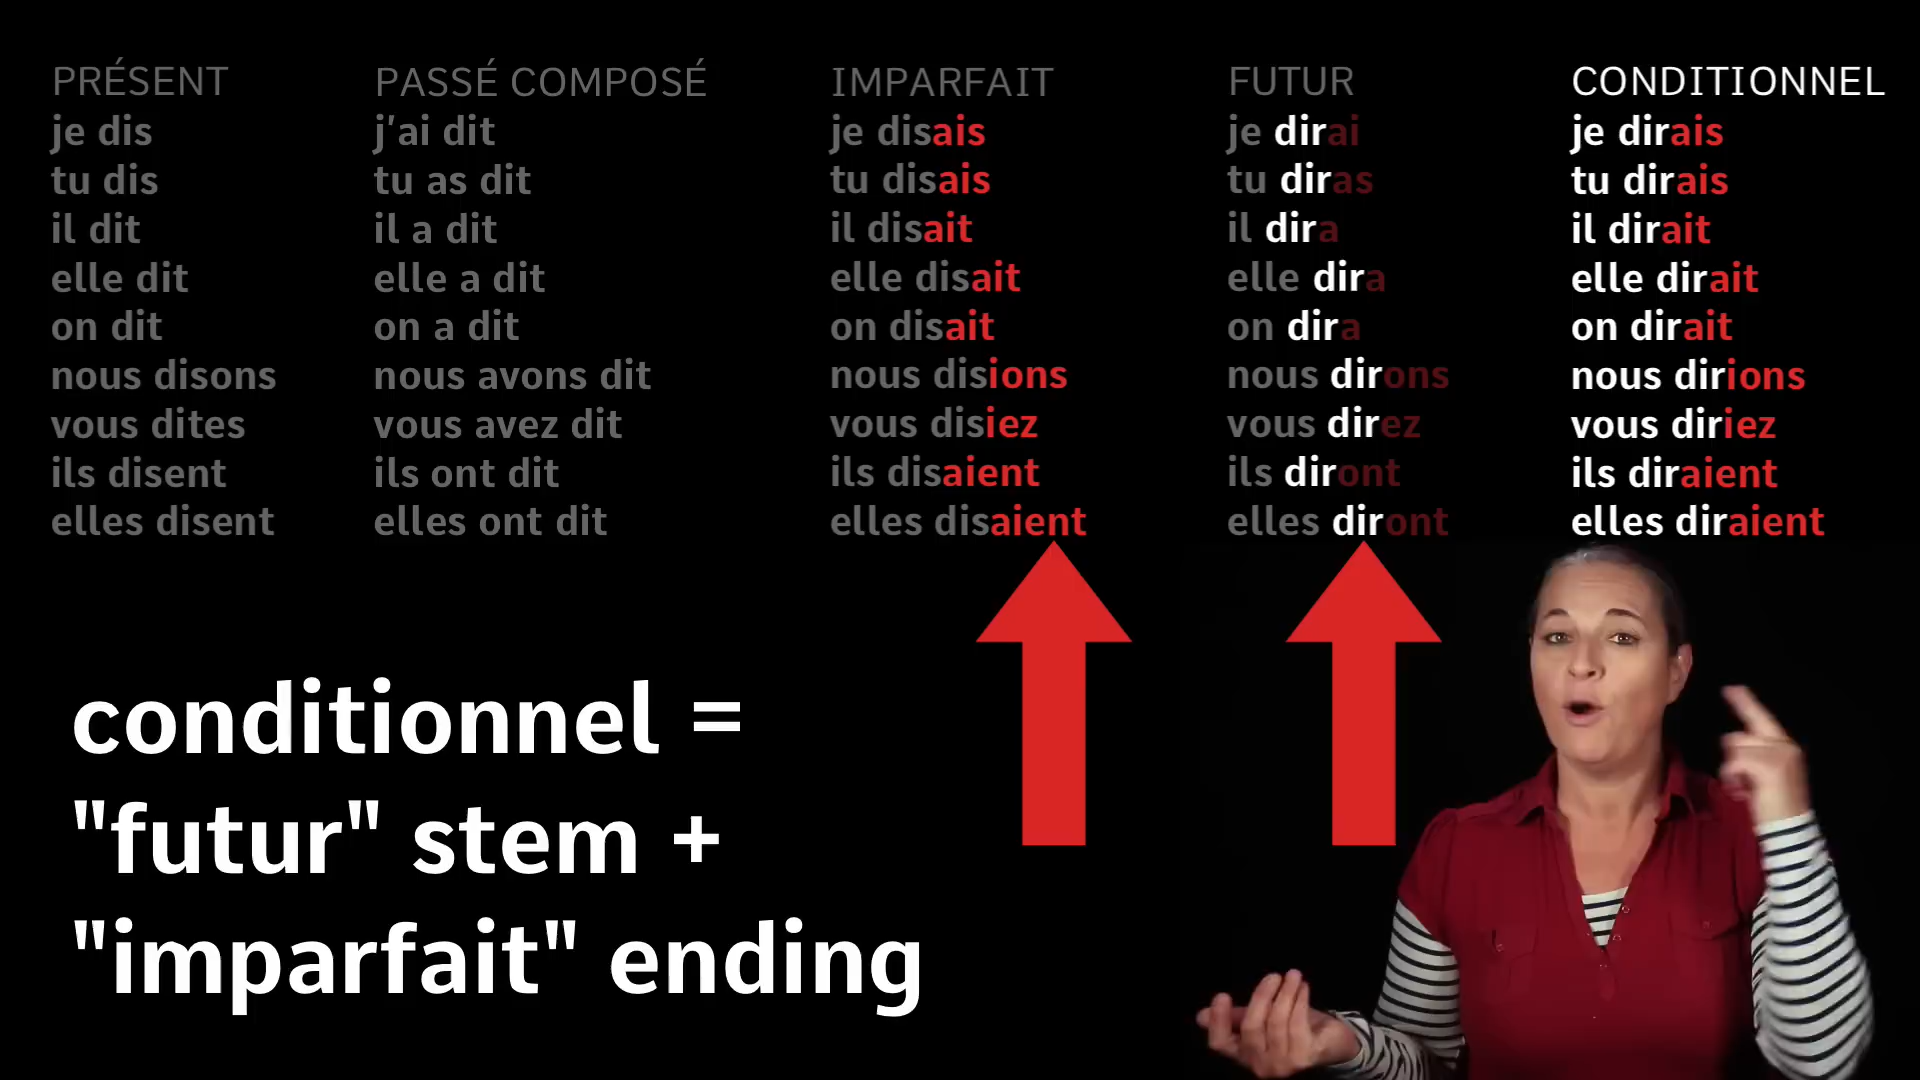 PRÉSENT
je dis
tu dis
il dit
elle dit
on dit
nous disons
vous dites
ils disent
elles disent
PASSÉ COMPOSÉ
j'ai dit
tu as dit
il a dit
elle a dit
on a dit
nous avons dit
vous avez dit
ils ont dit
elles ont dit
IMPARFAIT
je disais
tu disais
il disait
elle disait
on disait
nous disions
vous disiez
ils disaient
elles disaient
FUTUR
je dirai
tu diras
il dira
elle dira
on dira
nous dirons
vous direz
ils diront
elles diront
CONDITIONNEL
je dirais
tu dirais
il dirait
elle dirait
on dirait
nous dirions
vous diriez
ils diraient
elles diraient
conditionnel =
"futur" stem +
"imparfait" ending